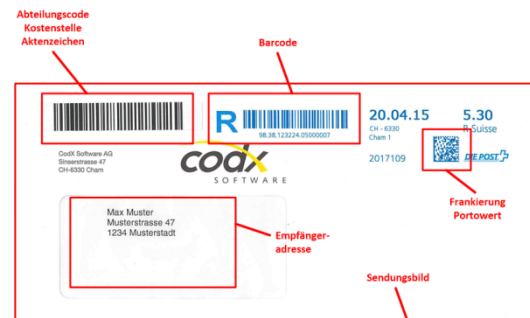 Abteilungscode
Kostenstelle
Aktenzeichen
Barcode
R
98.38.123224.05000007
20.04.15 5.30
CH - 6330 R Suisse
Cham 1
2017109
DIE POST
CodX Software AG
Sinserstrasse 47
CH-6330 Cham
codx
SOFTWARE
Frankierung
Portowert
Max Muster
Musterstrasse 47
1234 Musterstadt
Empfänger-
adresse
Sendungsbild